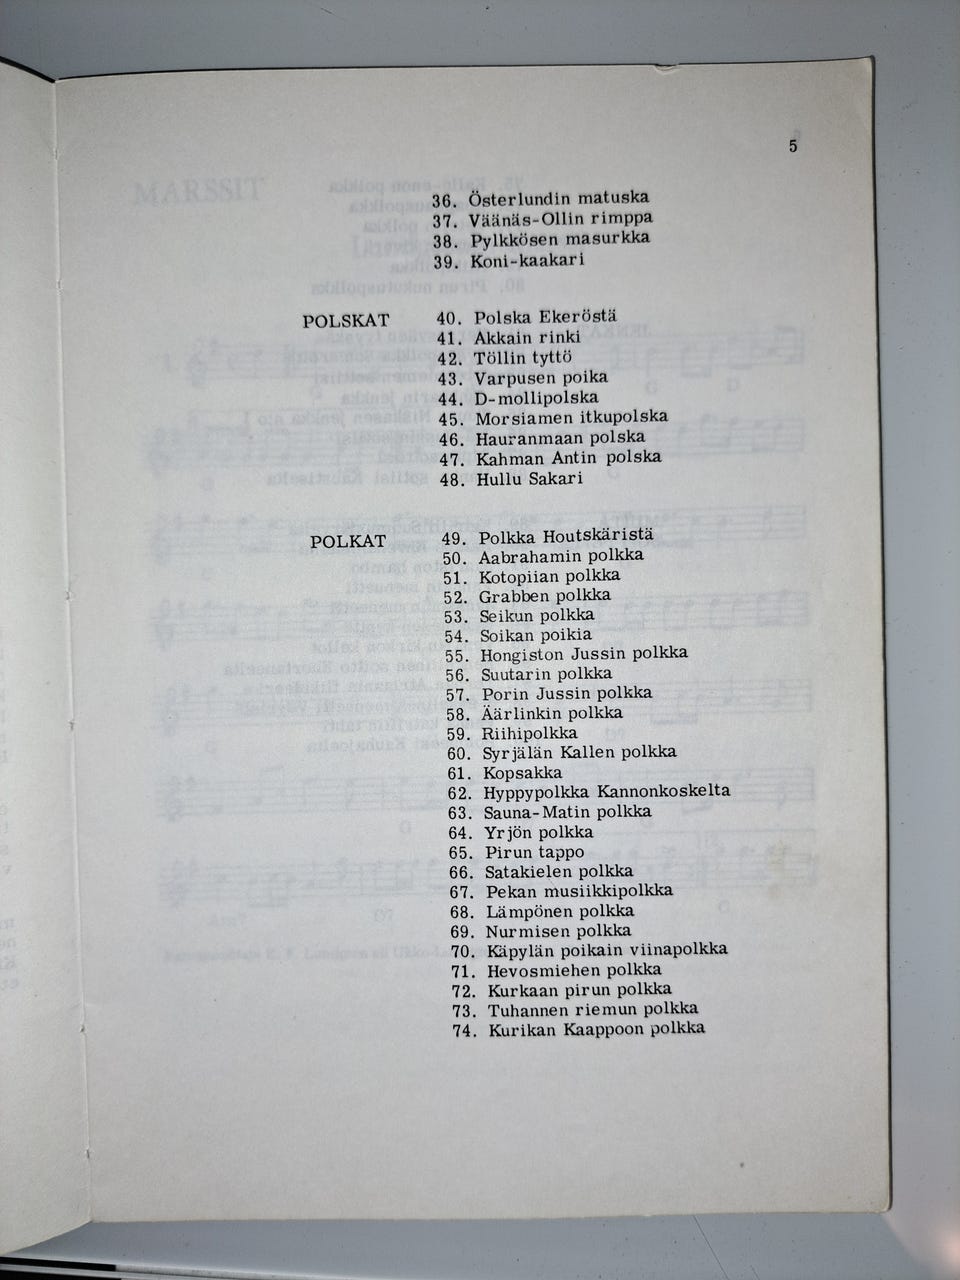 5
36. Österlundin matuska
37. Väänäs-Ollin rimppa
38. Pylkkösen masurkka
39. Koni-kaakari
POLSKAT 40. Polska Ekeröstä
41. Akkain rinki
42. Töllin tyttö
43. Varpusen poika
44. D-mollipolska
45. Morsiamen itkupolska
46. Hauranmaan polska
47. Kahman Antin polska
48. Hullu Sakari
POLKAT 49. Polkka Houtskäristä
50. Aabrahamin polkka
51. Kotopiian polkka
52. Grabben polkka
53. Seikun polkka
54. Soikan poikia
55. Hongiston Jussin polkka
56. Suutarin polkka
57. Porin Jussin polkka
58. Äärlinkin polkka
59. Riihipolkka
60. Syrjälän Kallen polkka
61. Kopsakka
62. Hyppypolkka Kannonkoskelta
63. Sauna-Matin polkka
64. Yrjön polkka
65. Pirun tappo
66. Satakielen polkka
67. Pekan musiikkipolkka
68. Lämpönen polkka
69. Nurmisen polkka
70. Käpylän poikain viinapolkka
71. Hevosmiehen polkka
72. Kurkaan pirun polkka
73. Tuhannen riemun polkka
74. Kurikan Kaappoon polkka